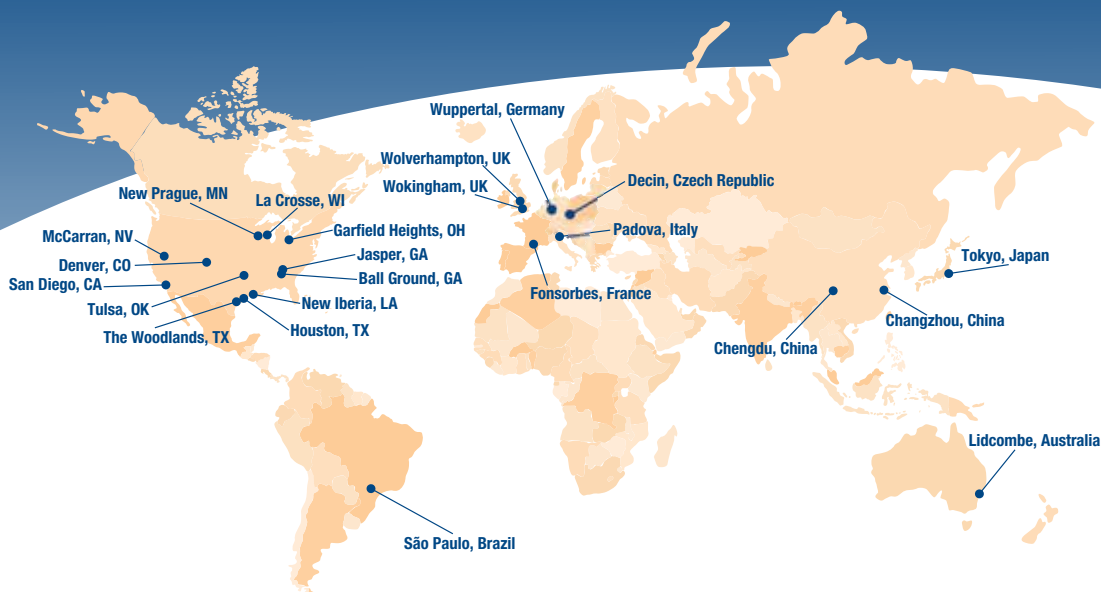 Wuppertal, Germany
Wolverhampton, UK
Wokingham, UK
Decin, Czech Republic
New Prague, MN
La Crosse, WI
Garfield Heights, OH
Padova, Italy
McCarran, NV
Jasper, GA
Tokyo, Japan
Denver, CO
Ball Ground, GA
San Diego, CA
Fonsorbes, France
New Iberia, LA
Tulsa, OK
Changzhou, China
Houston, TX
The Woodlands, TX
Chengdu, China
Lidcombe, Australia
São Paulo, Brazil